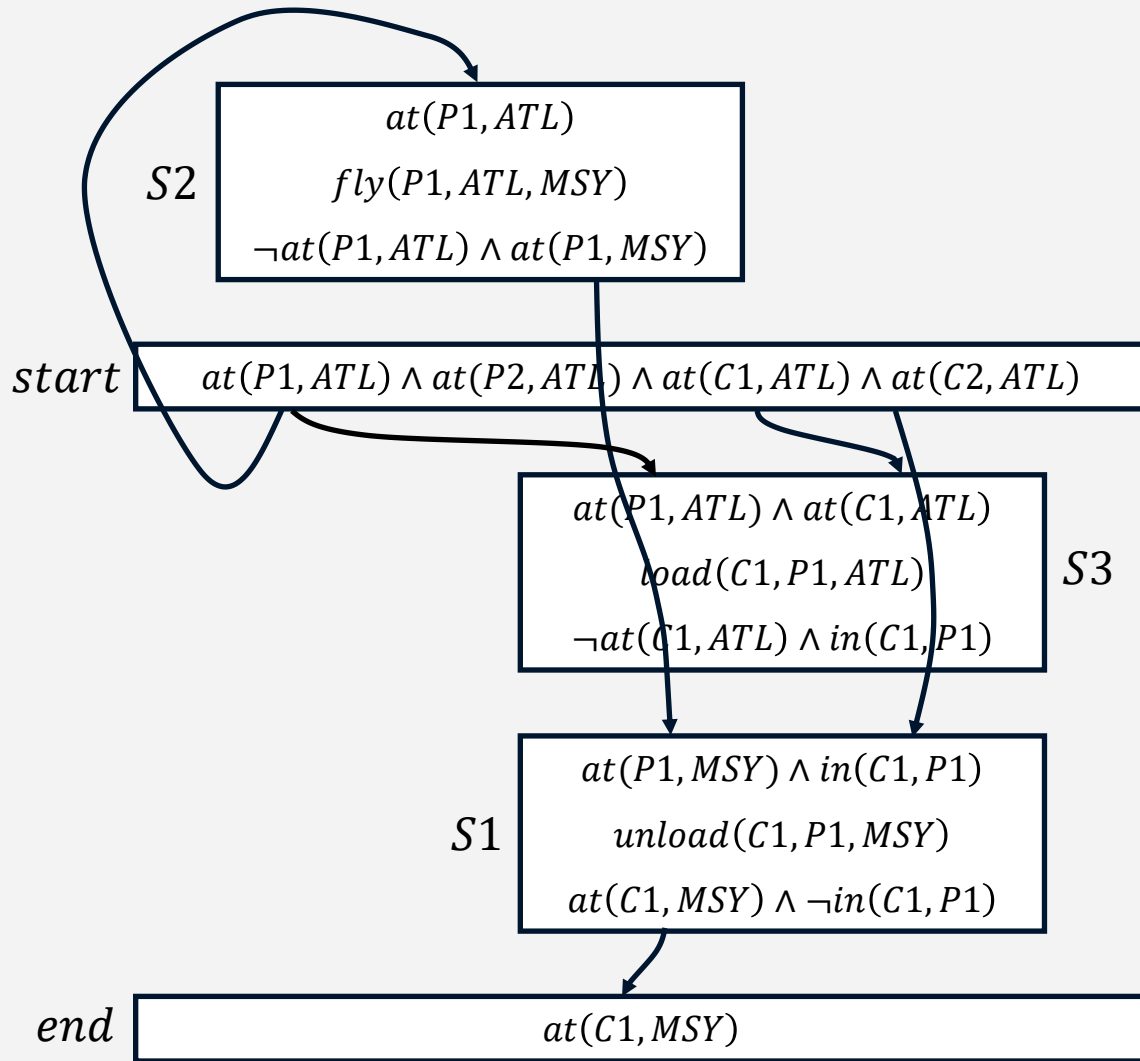 at(P1, ATL)
S2
fly(P1, ATL, MSY)
¬at(P1, ATL) ∧ at(P1, MSY)
start
at(P1, ATL) ∧ at(P2, ATL) ∧ at(C1, ATL) ∧ at(C2, ATL)
at(P1, ATL) ∧ at(C1, ATL)
load(C1, P1, ATL)
S3
¬at(C1, ATL) ∧ in(C1, P1)
at(P1, MSY) ∧ in(C1, P1)
S1
unload(C1, P1, MSY)
at(C1, MSY) ∧ ¬in(C1, P1)
end
at(C1, MSY)